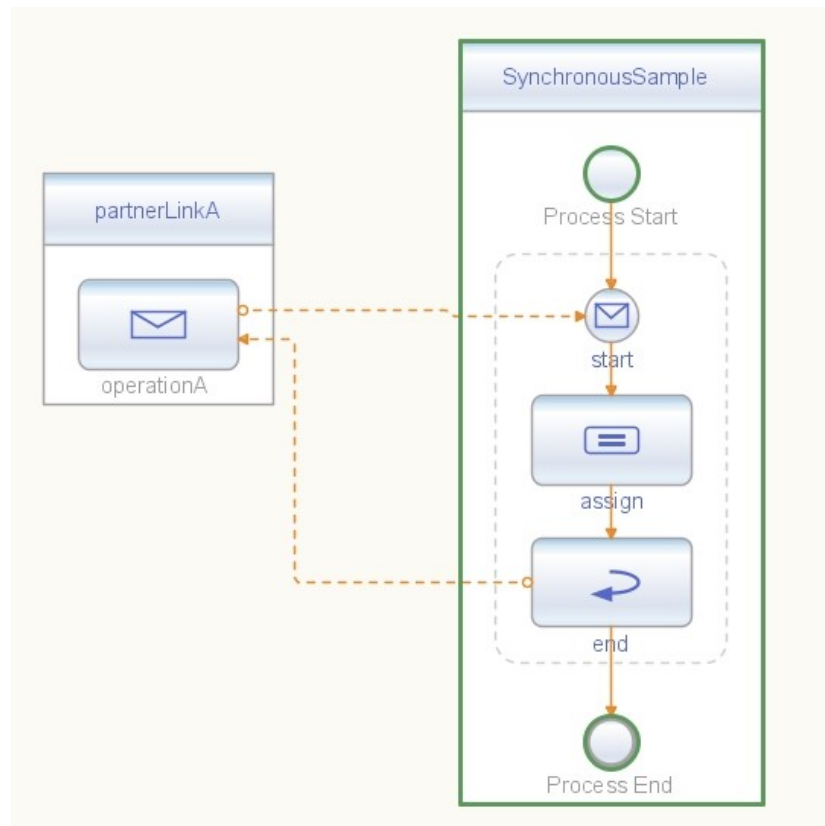 SynchronousSample
partnerLinkA
Process Start
operationA
start
assign
end
Process End